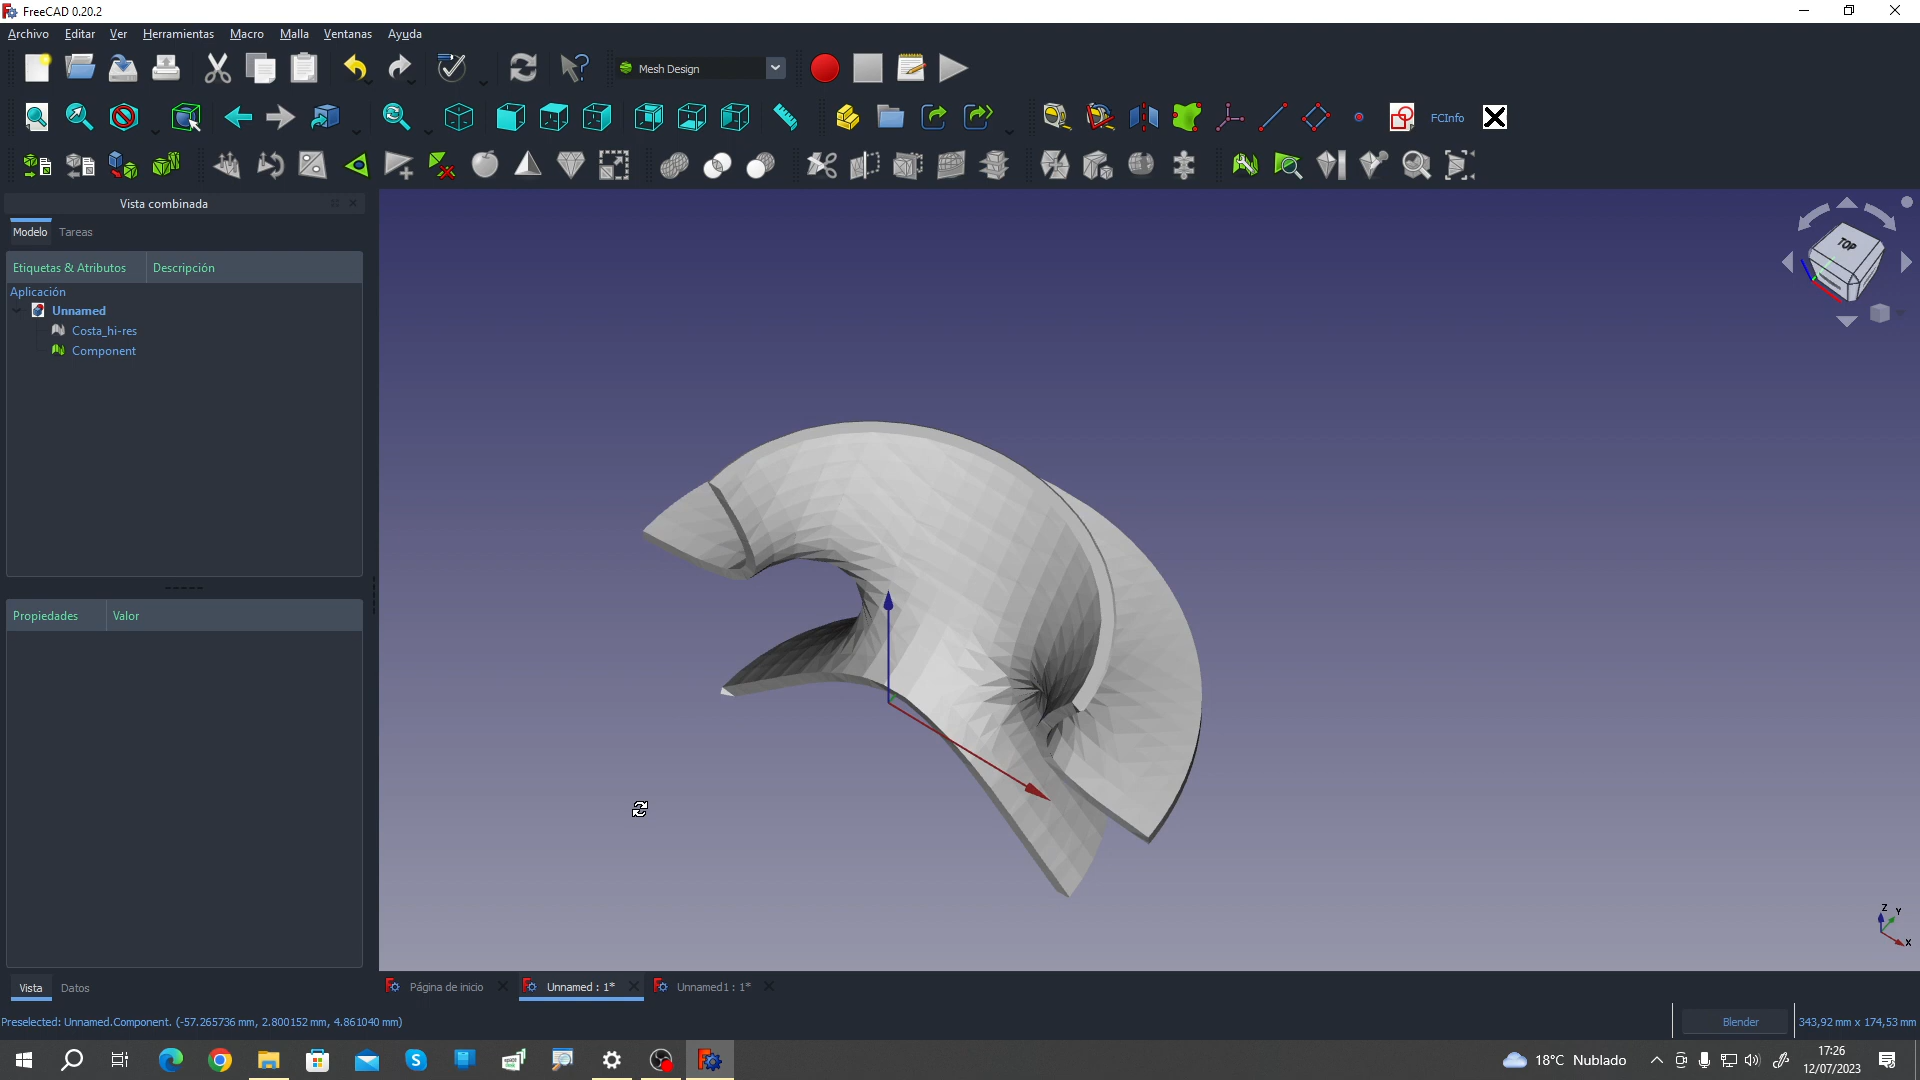 FreeCAD 0.20.2
Archivo Editar Ver Herramientas Macro Malla Ventanas Ayuda
Mesh Design
FCInfo
Vista combinada
Modelo Tareas
Etiquetas & Atributos Descripción
Aplicación
Unnamed
Costa_hi-res
Component
TOP
Propiedades Valor
Z
Y
X
Vista Datos
Página de inicio Unnamed : 1* Unnamed1 : 1*
Preselected: Unnamed.Component. (-57.265736 mm, 2.800152 mm, 4.861040 mm)
Blender 343,92 mm x 174,53 mm
18°C Nublado
17:26
12/07/2023